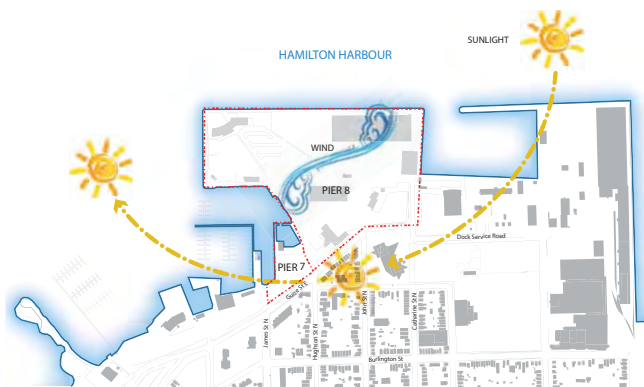 SUNLIGHT
HAMILTON HARBOUR
WIND
PIER 8
Dock Service Road
PIER 7
Guise St E
John St N
Catharine St N
James St N
Hughson St N
Burlington St